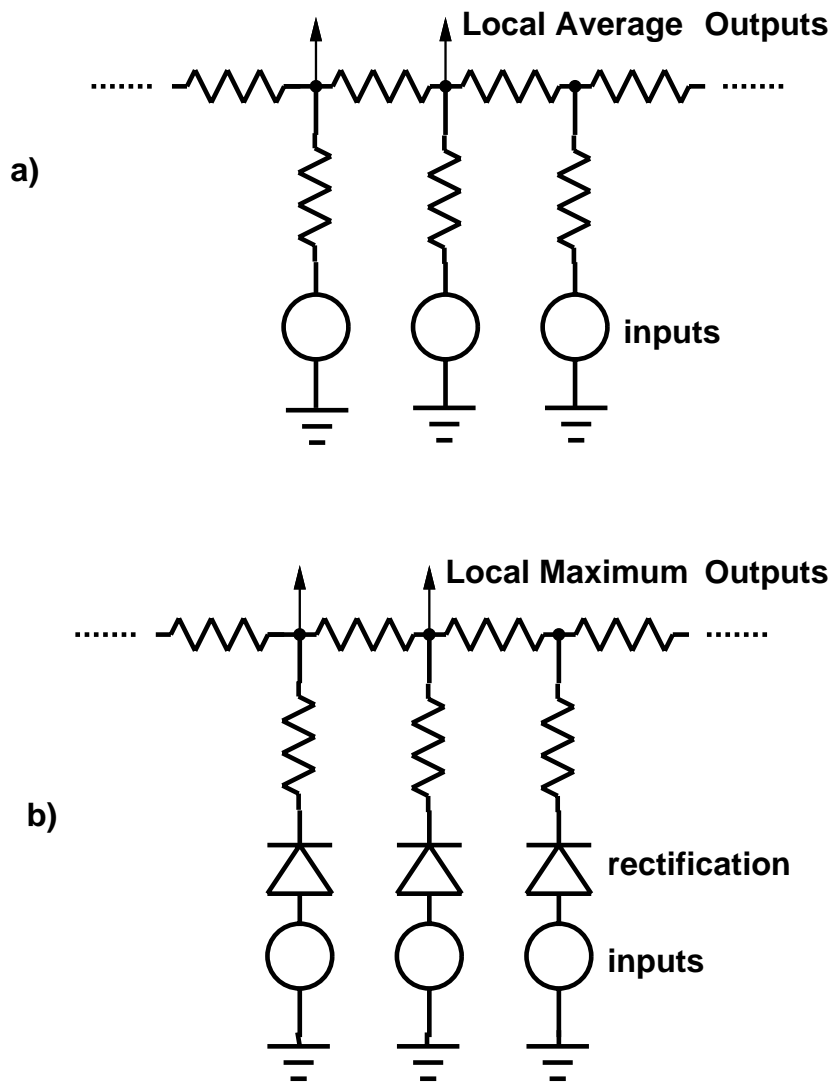 Local Average Outputs
a)
inputs
Local Maximum Outputs
b)
rectification
inputs